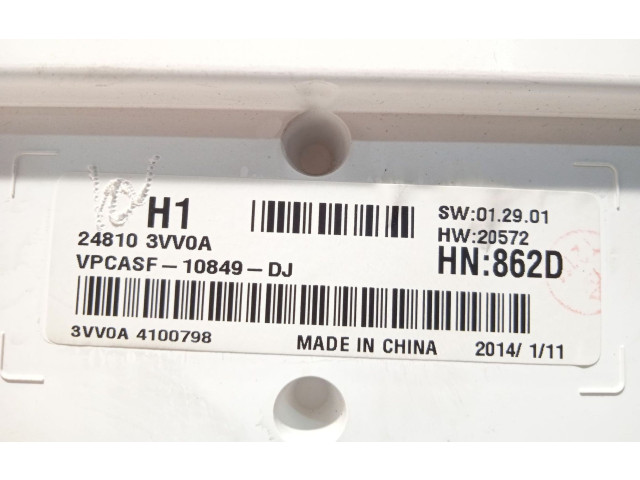 H1
24810 3VV0A
VPCASF-10849-DJ
SW:01.29.01
HW:20572
HN:862D
3VV0A 4100798
MADE IN CHINA
2014/ 1/11